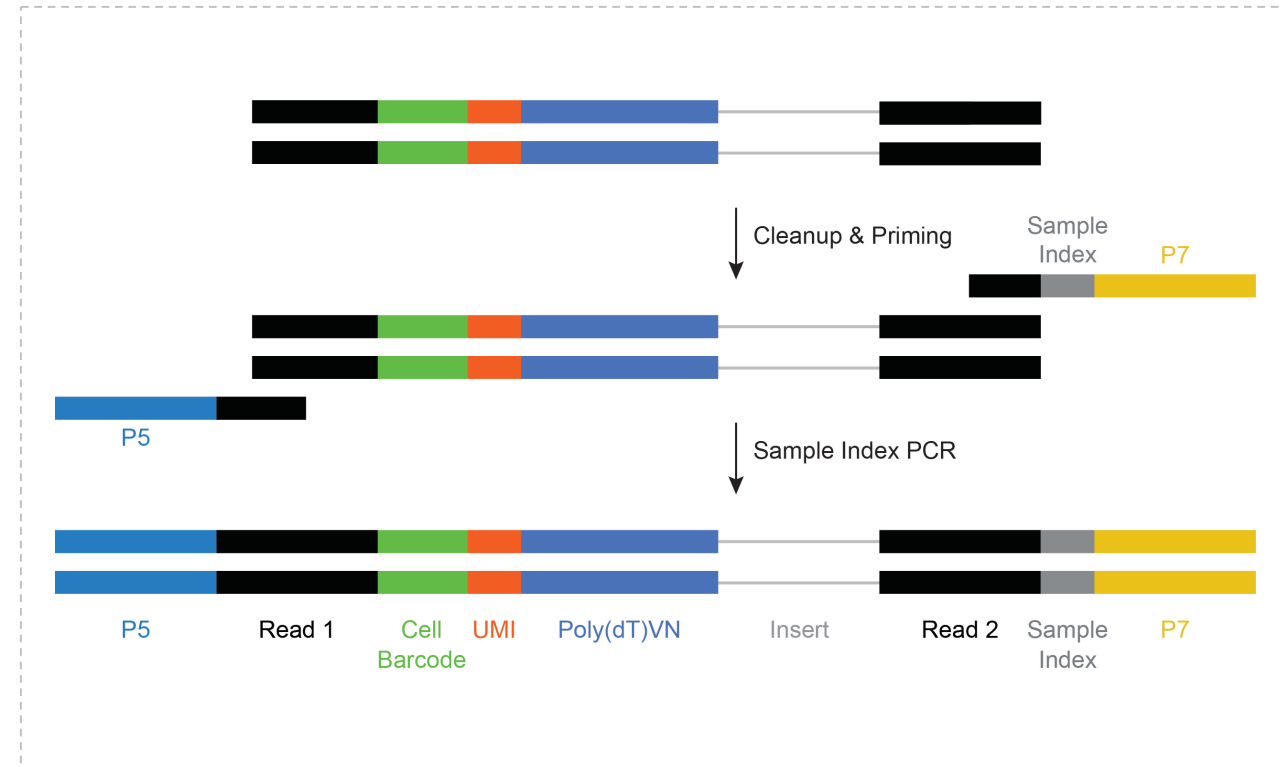 Cleanup & Priming
Sample
Index
P7
P5
Sample Index PCR
P5
Read 1
Cell
Barcode
UMI
Poly(dT)VN
Insert
Read 2
Sample
Index
P7